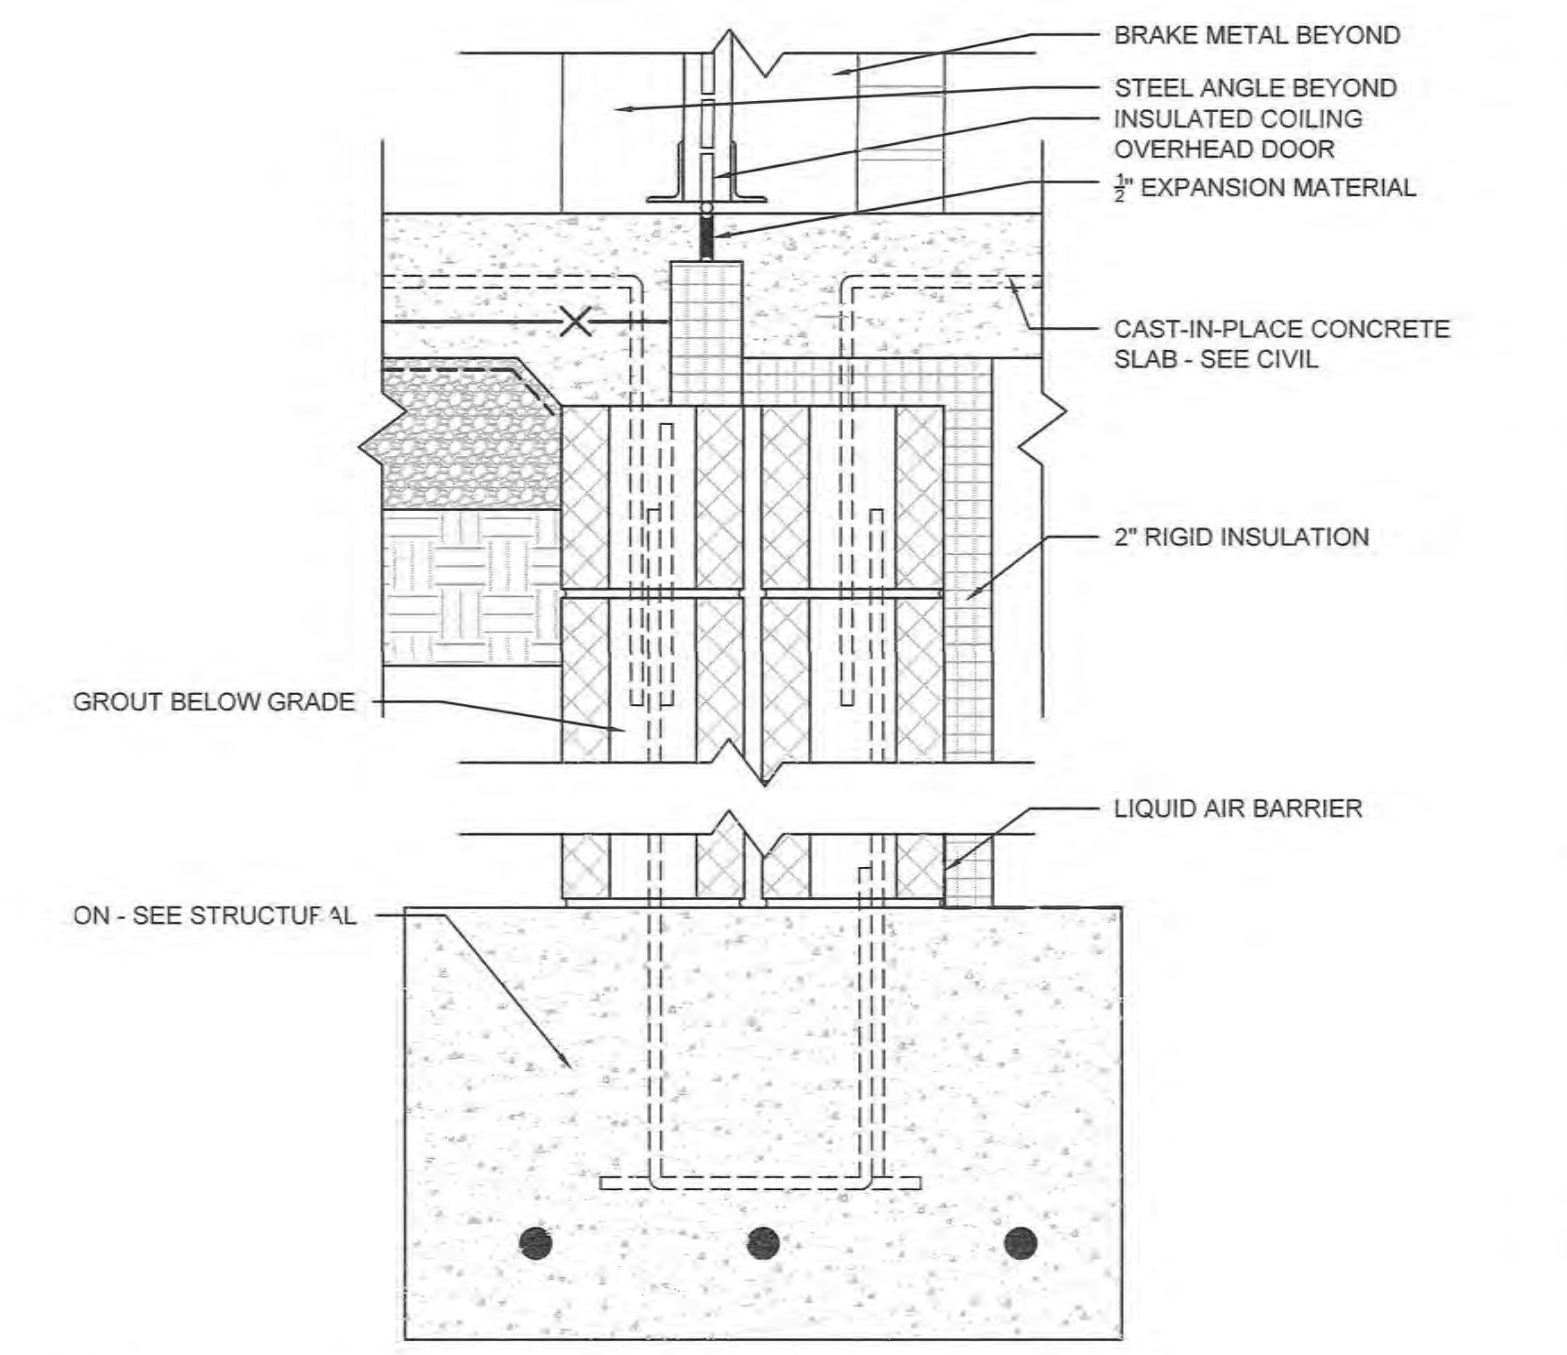 BRAKE METAL BEYOND
STEEL ANGLE BEYOND
INSULATED COILING
OVERHEAD DOOR
½" EXPANSION MATERIAL
CAST-IN-PLACE CONCRETE
SLAB - SEE CIVIL
2" RIGID INSULATION
GROUT BELOW GRADE
LIQUID AIR BARRIER
ON - SEE